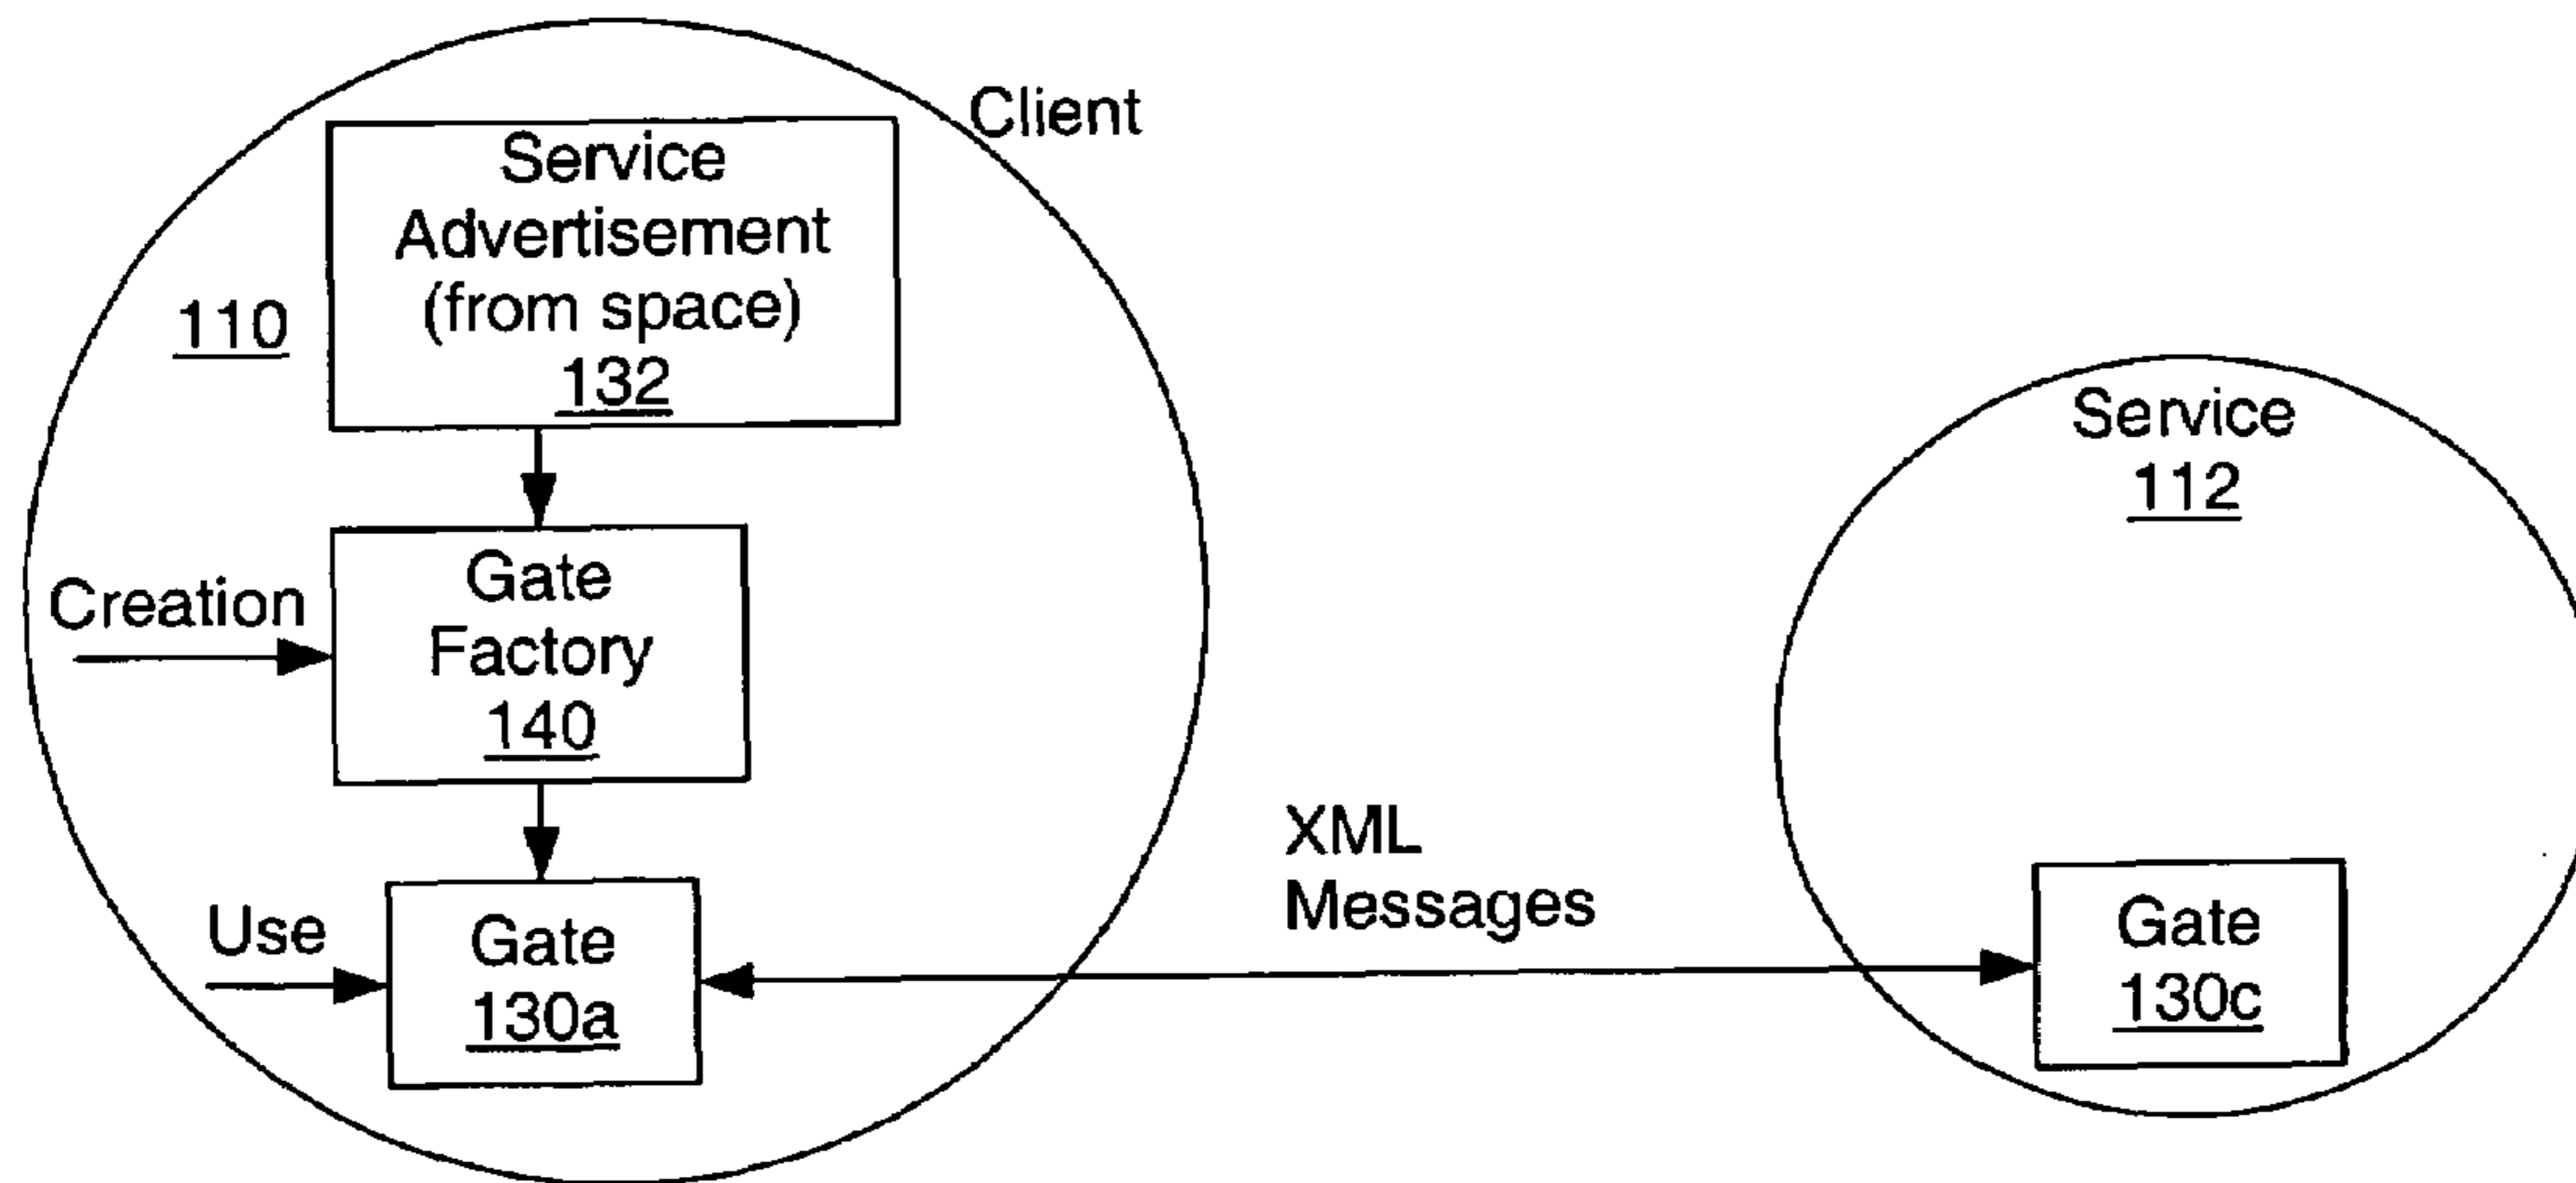 Client
Service
Advertisement
(from space)
132
110
Creation
Gate
Factory
140
Use
Gate
130a
XML
Messages
Service
112
Gate
130c